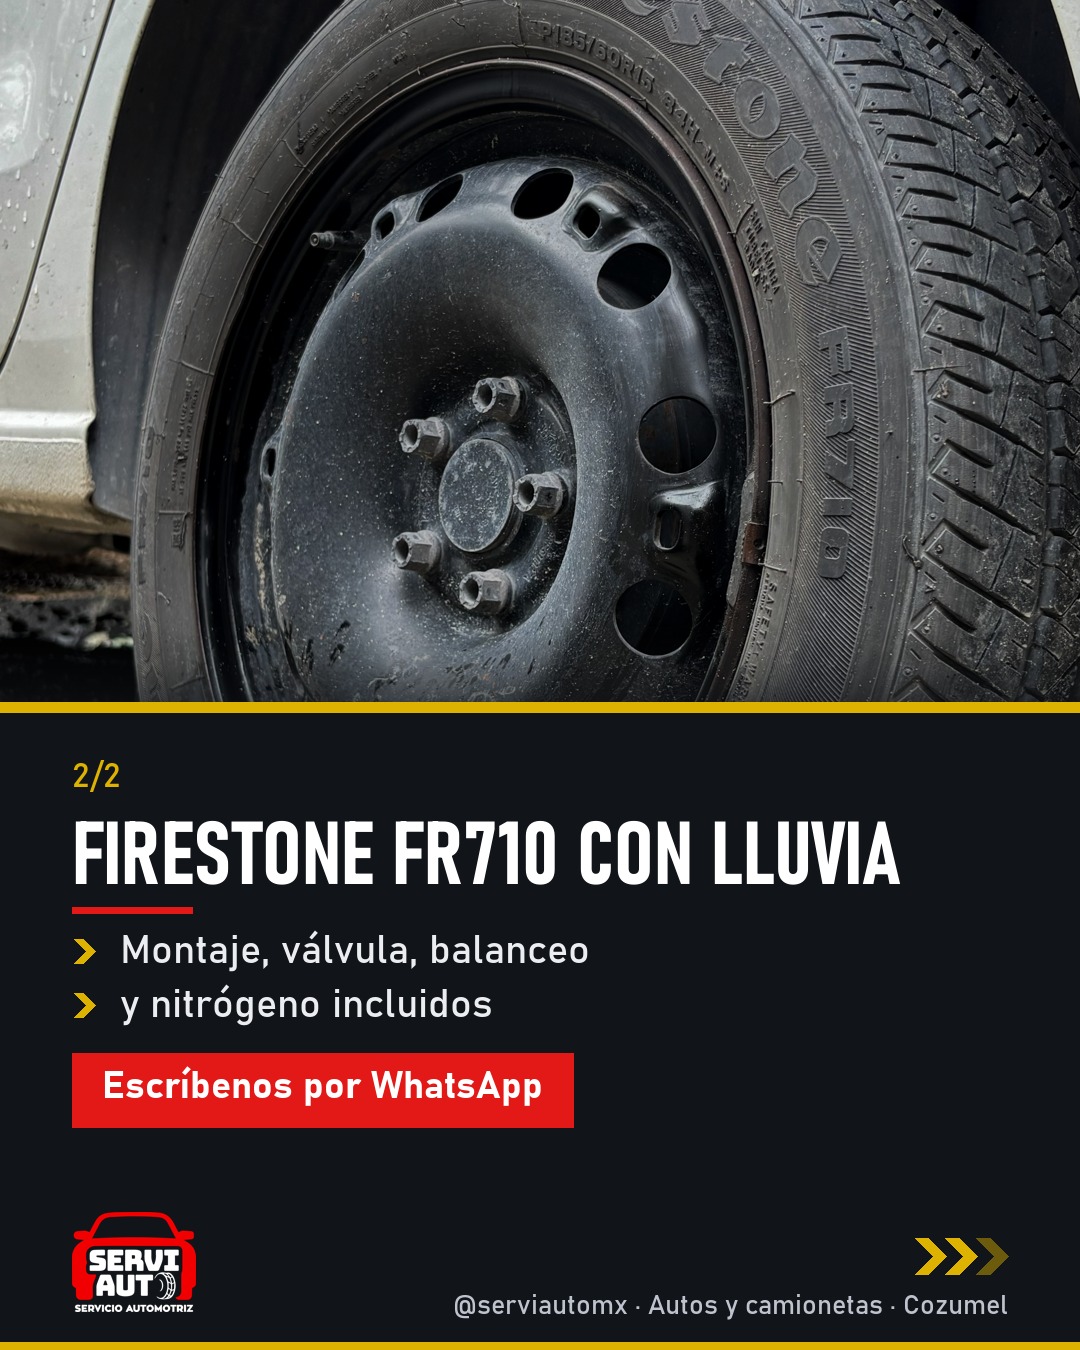 P185/60R15 84H M+S
Firestone FR710
2/2
FIRESTONE FR710 CON LLUVIA
Montaje, válvula, balanceo
y nitrógeno incluidos
Escríbenos por WhatsApp
SERVI
AUTO
SERVICIO AUTOMOTRIZ
@serviautomx · Autos y camionetas · Cozumel